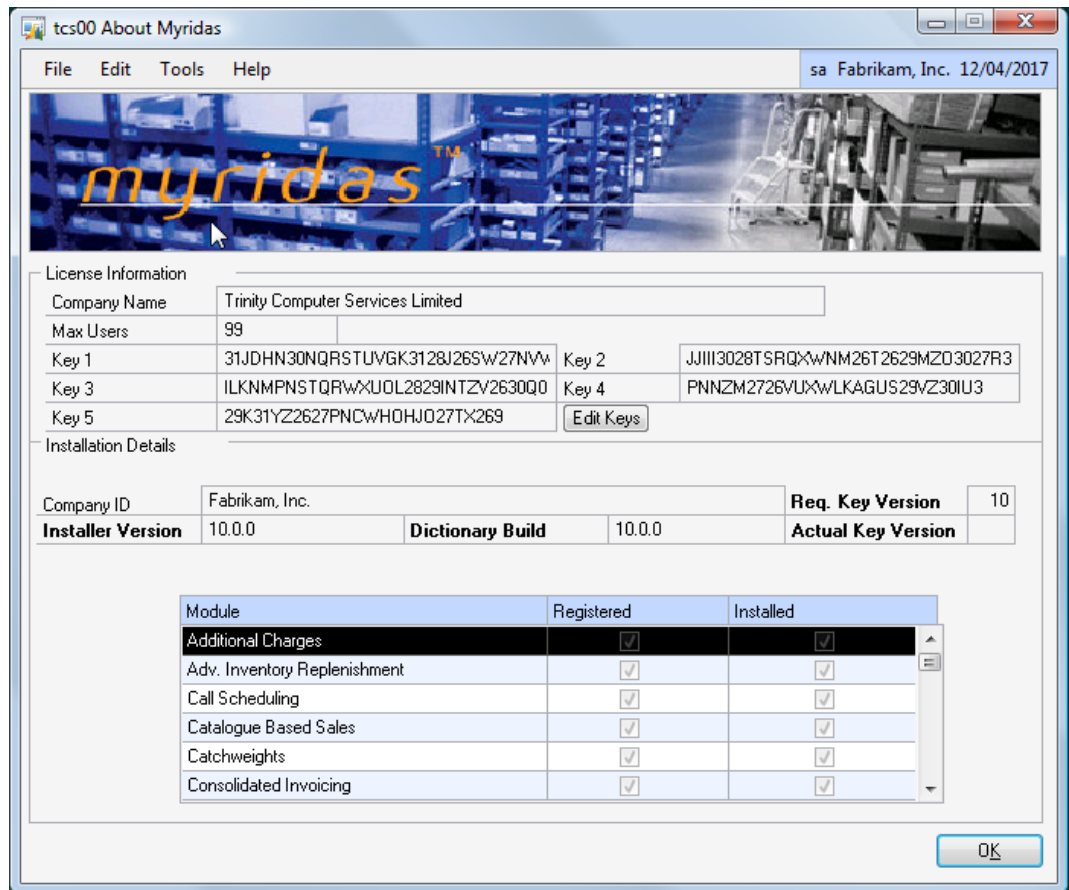 tcs00 About Myridas
File Edit Tools Help sa Fabrikam, Inc. 12/04/2017
myridas™
License Information
Company Name Trinity Computer Services Limited
Max Users 99
Key 1 31JDHN30NQRSTUVGK3128J26SW27NVW Key 2 JJIII3028TSRQXWNM26T2629MZO3027R3
Key 3 ILKNMPNSTQRWXUOL2829INTZV2630Q0 Key 4 PNNZM2726VUXWLKAGUS29VZ30IU3
Key 5 29K31YZ2627PNCWHOHJO27TX269 Edit Keys
Installation Details
Company ID Fabrikam, Inc. Req. Key Version 10
Installer Version 10.0.0 Dictionary Build 10.0.0 Actual Key Version
Module Registered Installed
Additional Charges
Adv. Inventory Replenishment
Call Scheduling
Catalogue Based Sales
Catchweights
Consolidated Invoicing
OK